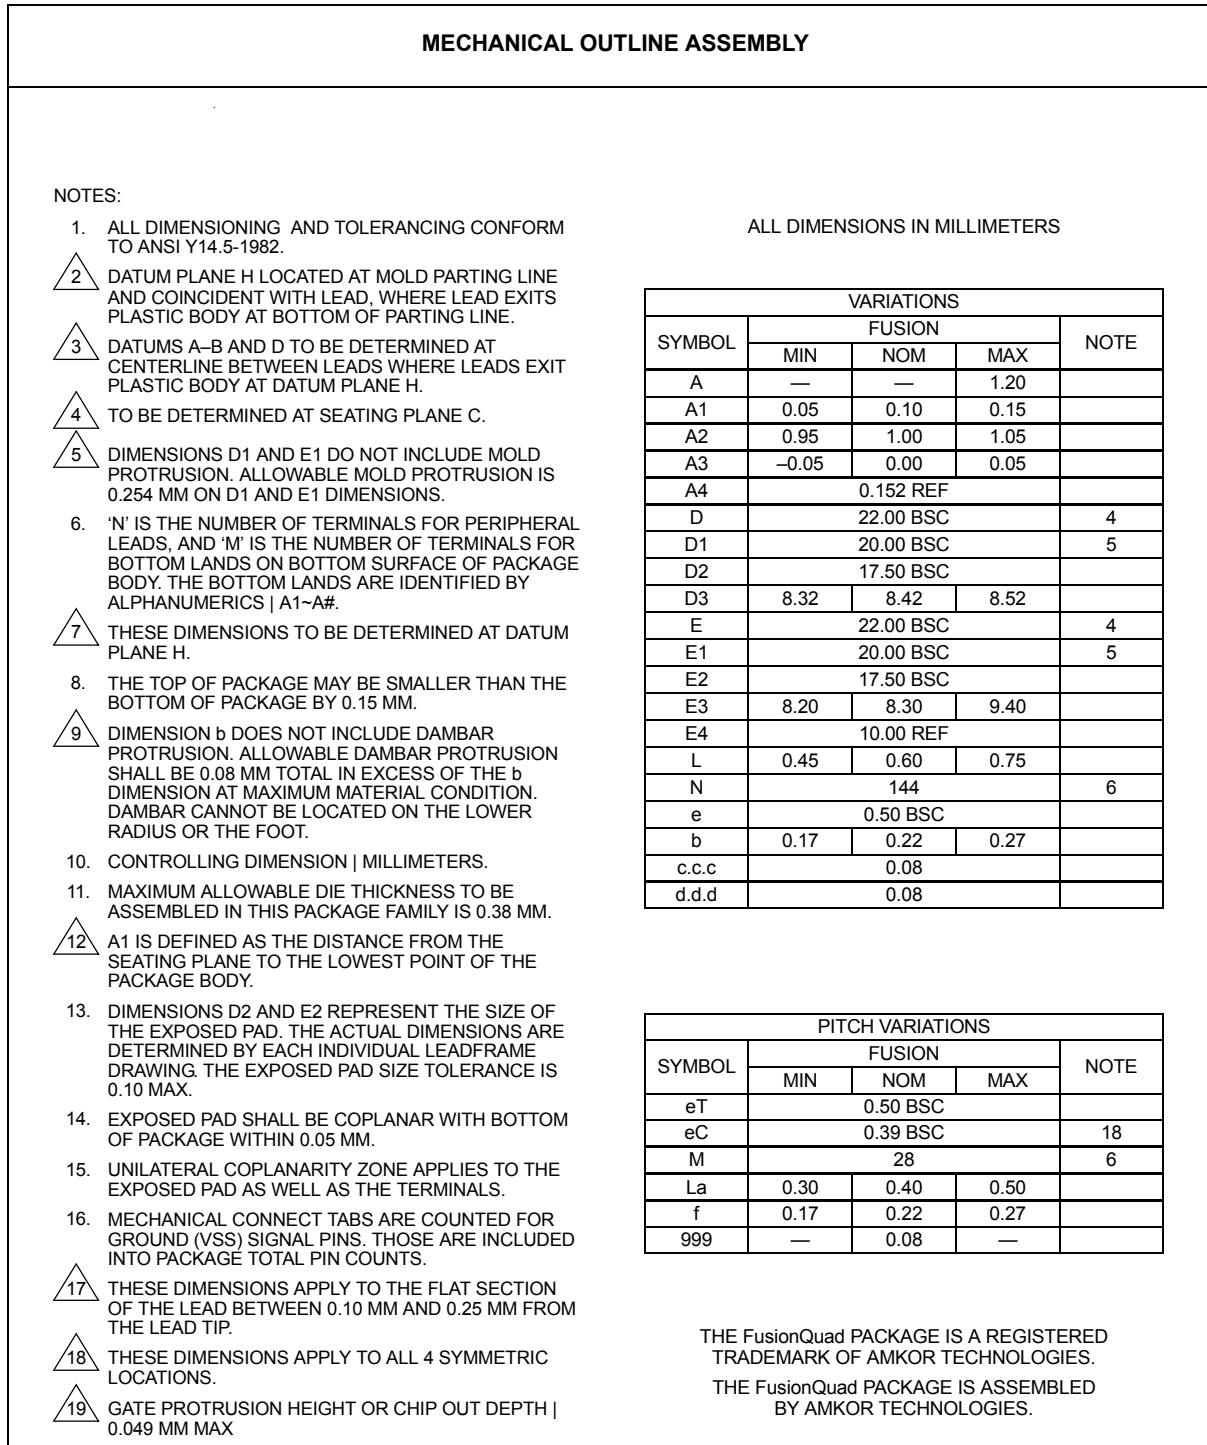 MECHANICAL OUTLINE ASSEMBLY
NOTES:
1. ALL DIMENSIONING AND TOLERANCING CONFORM
TO ANSI Y14.5-1982.
2 DATUM PLANE H LOCATED AT MOLD PARTING LINE
AND COINCIDENT WITH LEAD, WHERE LEAD EXITS
PLASTIC BODY AT BOTTOM OF PARTING LINE.
3 DATUMS A–B AND D TO BE DETERMINED AT
CENTERLINE BETWEEN LEADS WHERE LEADS EXIT
PLASTIC BODY AT DATUM PLANE H.
4 TO BE DETERMINED AT SEATING PLANE C.
5 DIMENSIONS D1 AND E1 DO NOT INCLUDE MOLD
PROTRUSION. ALLOWABLE MOLD PROTRUSION IS
0.254 MM ON D1 AND E1 DIMENSIONS.
6. ‘N’ IS THE NUMBER OF TERMINALS FOR PERIPHERAL
LEADS, AND ‘M’ IS THE NUMBER OF TERMINALS FOR
BOTTOM LANDS ON BOTTOM SURFACE OF PACKAGE
BODY. THE BOTTOM LANDS ARE IDENTIFIED BY
ALPHANUMERICS | A1~A#.
7 THESE DIMENSIONS TO BE DETERMINED AT DATUM
PLANE H.
8. THE TOP OF PACKAGE MAY BE SMALLER THAN THE
BOTTOM OF PACKAGE BY 0.15 MM.
9 DIMENSION b DOES NOT INCLUDE DAMBAR
PROTRUSION. ALLOWABLE DAMBAR PROTRUSION
SHALL BE 0.08 MM TOTAL IN EXCESS OF THE b
DIMENSION AT MAXIMUM MATERIAL CONDITION.
DAMBAR CANNOT BE LOCATED ON THE LOWER
RADIUS OR THE FOOT.
10. CONTROLLING DIMENSION | MILLIMETERS.
11. MAXIMUM ALLOWABLE DIE THICKNESS TO BE
ASSEMBLED IN THIS PACKAGE FAMILY IS 0.38 MM.
12 A1 IS DEFINED AS THE DISTANCE FROM THE
SEATING PLANE TO THE LOWEST POINT OF THE
PACKAGE BODY.
13. DIMENSIONS D2 AND E2 REPRESENT THE SIZE OF
THE EXPOSED PAD. THE ACTUAL DIMENSIONS ARE
DETERMINED BY EACH INDIVIDUAL LEADFRAME
DRAWING. THE EXPOSED PAD SIZE TOLERANCE IS
0.10 MAX.
14. EXPOSED PAD SHALL BE COPLANAR WITH BOTTOM
OF PACKAGE WITHIN 0.05 MM.
15. UNILATERAL COPLANARITY ZONE APPLIES TO THE
EXPOSED PAD AS WELL AS THE TERMINALS.
16. MECHANICAL CONNECT TABS ARE COUNTED FOR
GROUND (VSS) SIGNAL PINS. THOSE ARE INCLUDED
INTO PACKAGE TOTAL PIN COUNTS.
17 THESE DIMENSIONS APPLY TO THE FLAT SECTION
OF THE LEAD BETWEEN 0.10 MM AND 0.25 MM FROM
THE LEAD TIP.
18 THESE DIMENSIONS APPLY TO ALL 4 SYMMETRIC
LOCATIONS.
19 GATE PROTRUSION HEIGHT OR CHIP OUT DEPTH |
0.049 MM MAX
ALL DIMENSIONS IN MILLIMETERS
VARIATIONS
SYMBOL FUSION NOTE
MIN NOM MAX
A — — 1.20
A1 0.05 0.10 0.15
A2 0.95 1.00 1.05
A3 –0.05 0.00 0.05
A4 0.152 REF
D 22.00 BSC 4
D1 20.00 BSC 5
D2 17.50 BSC
D3 8.32 8.42 8.52
E 22.00 BSC 4
E1 20.00 BSC 5
E2 17.50 BSC
E3 8.20 8.30 9.40
E4 10.00 REF
L 0.45 0.60 0.75
N 144 6
e 0.50 BSC
b 0.17 0.22 0.27
c.c.c 0.08
d.d.d 0.08
PITCH VARIATIONS
SYMBOL FUSION NOTE
MIN NOM MAX
eT 0.50 BSC
eC 0.39 BSC 18
M 28 6
La 0.30 0.40 0.50
f 0.17 0.22 0.27
999 — 0.08 —
THE FusionQuad PACKAGE IS A REGISTERED
TRADEMARK OF AMKOR TECHNOLOGIES.
THE FusionQuad PACKAGE IS ASSEMBLED
BY AMKOR TECHNOLOGIES.